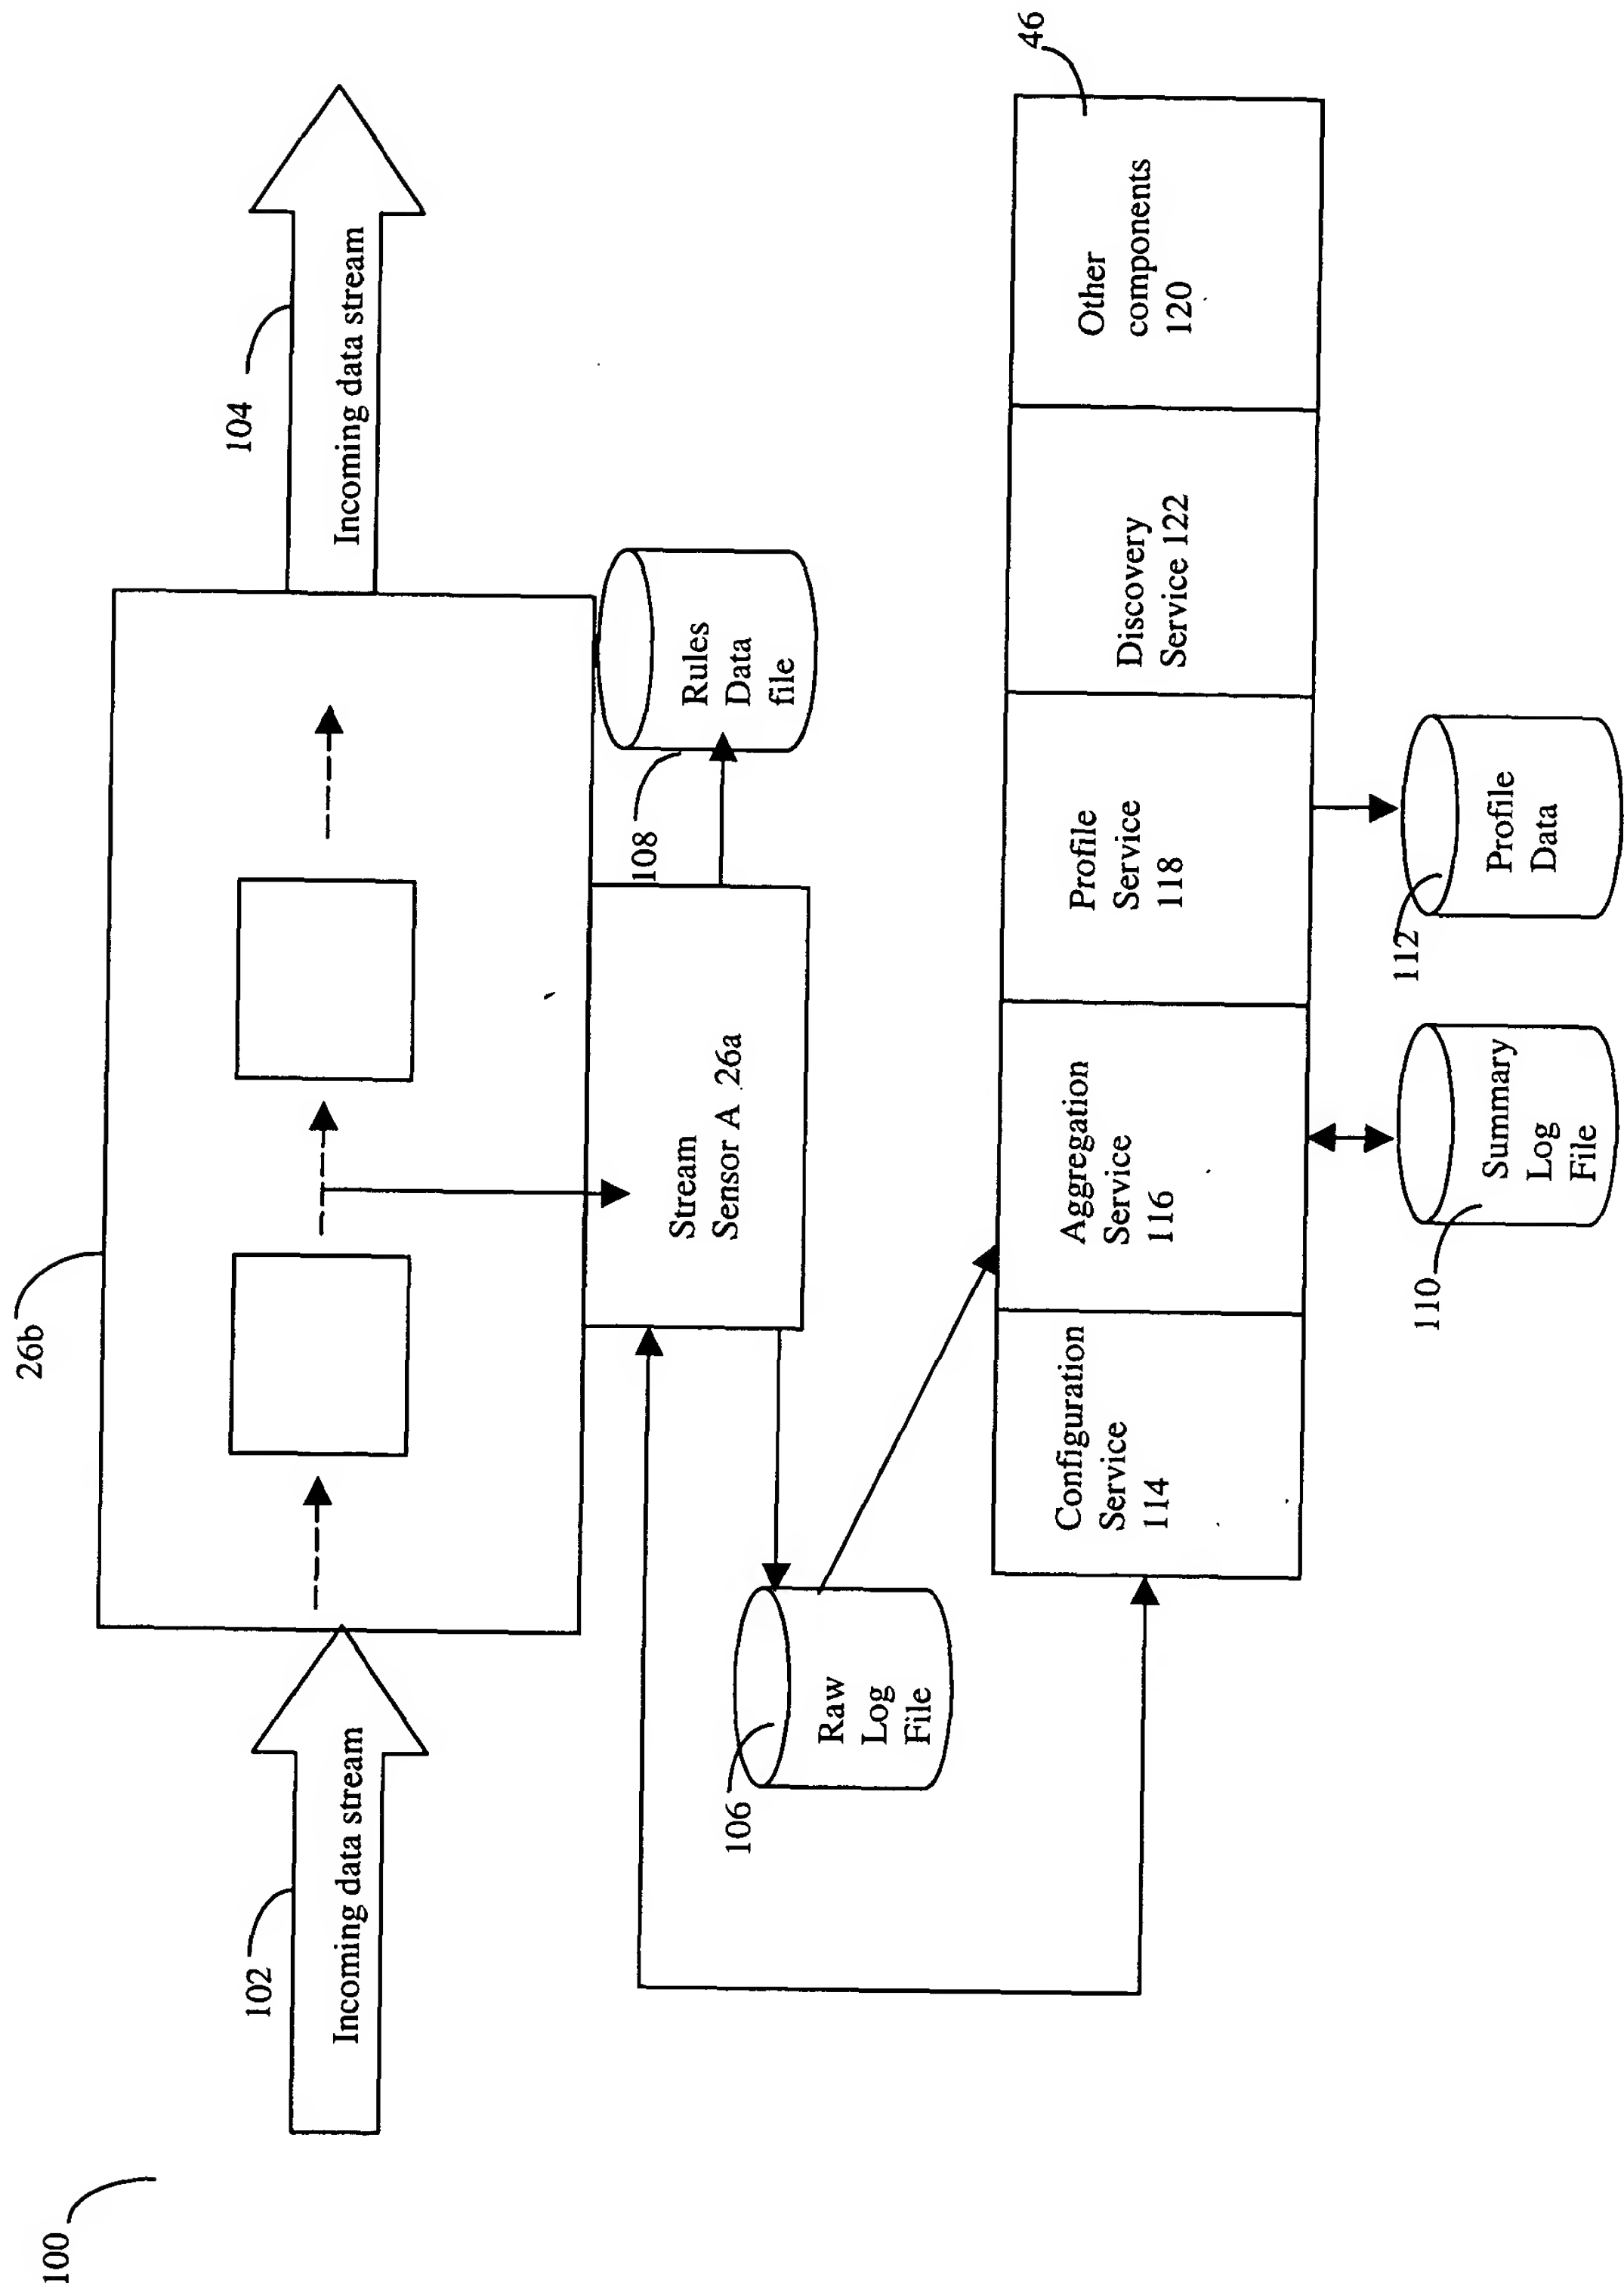 100
102
Incoming data stream
26b
104
Incoming data stream
Stream
Sensor A 26a
108
Rules
Data
file
106
Raw
Log
File
46
Configuration
Service
114
Aggregation
Service
116
Profile
Service
118
Discovery
Service 122
Other
components
120
110
Summary
Log
File
112
Profile
Data